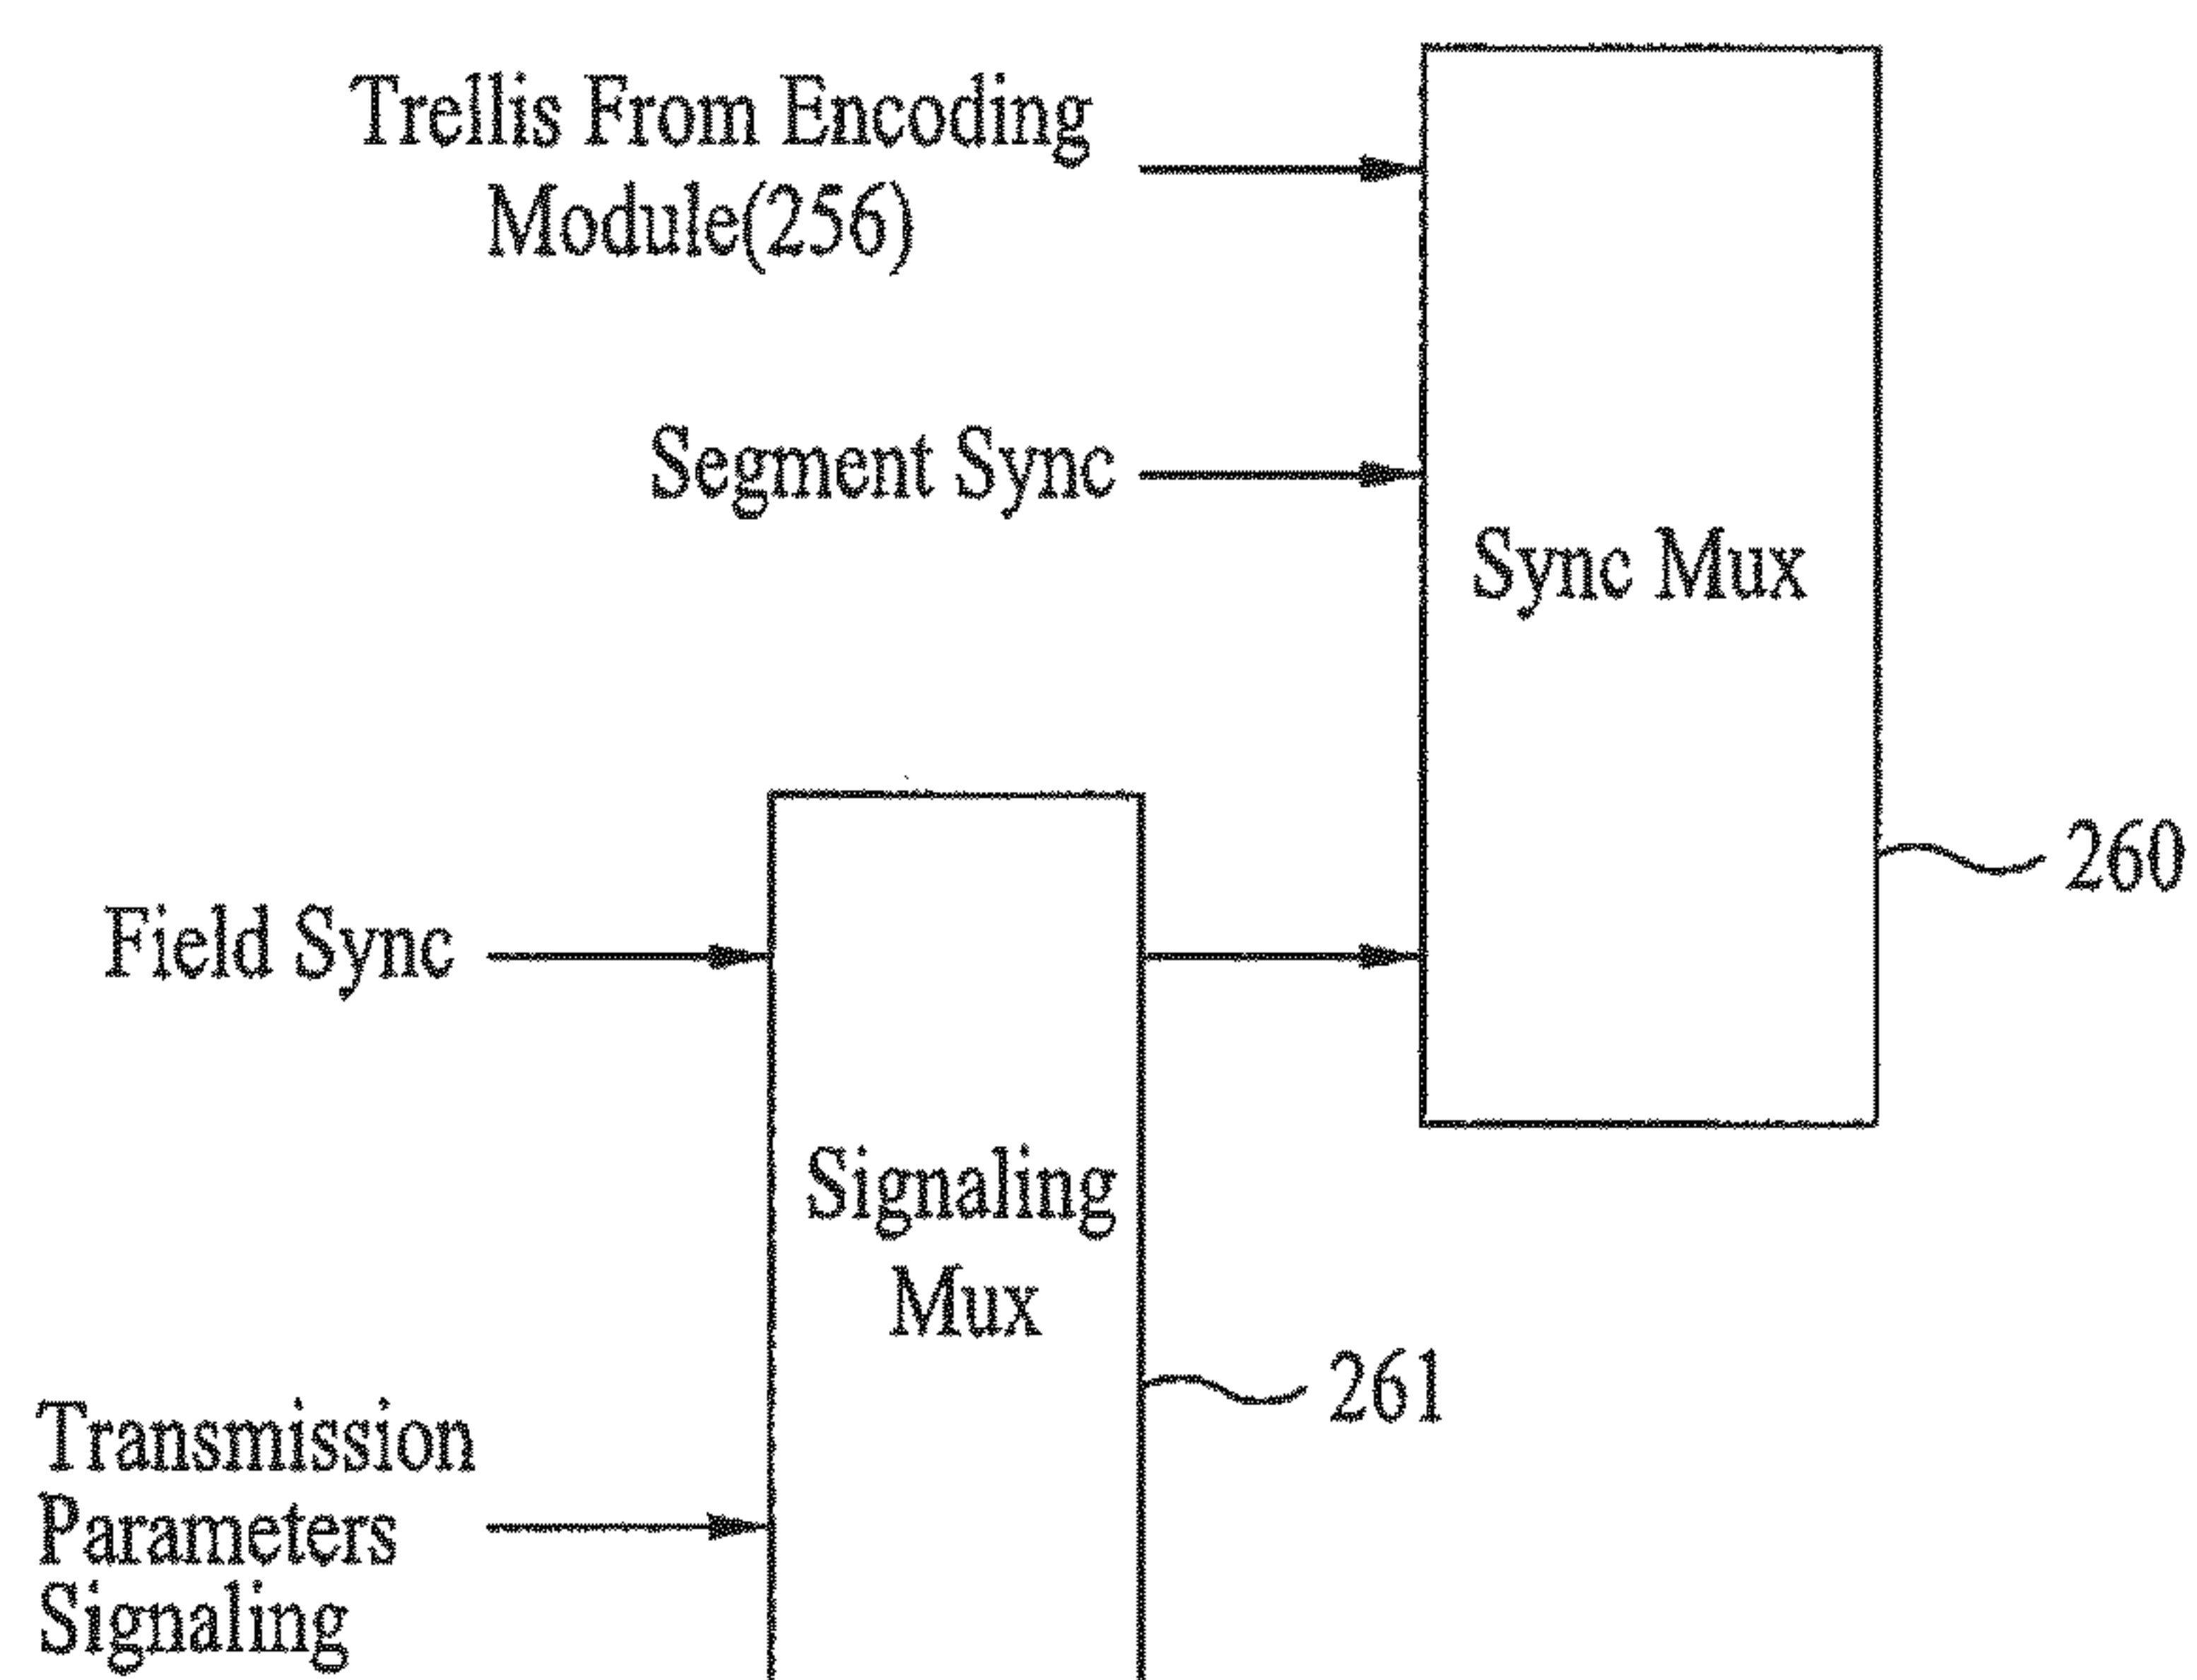 Trellis From Encoding
Module(256)
Segment Sync
Sync Mux
260
Field Sync
Signaling
Mux
261
Transmission
Parameters
Signaling